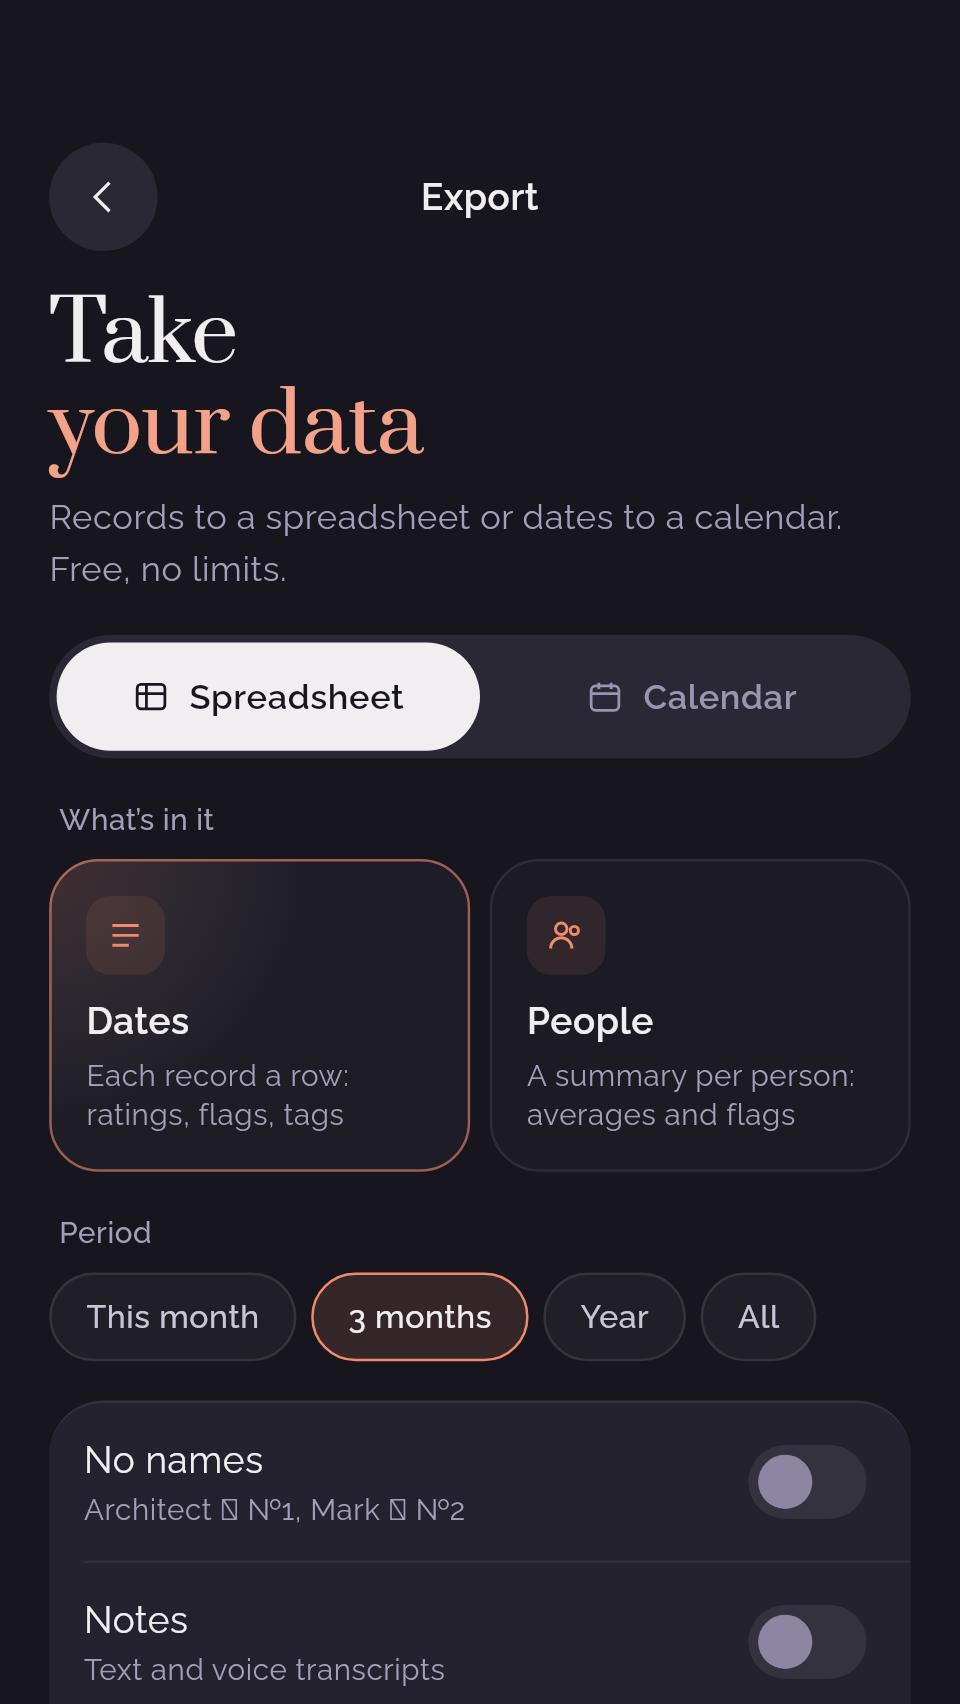 Export
Take
your data
Records to a spreadsheet or dates to a calendar.
Free, no limits.
Spreadsheet
Calendar
What's in it
Dates
Each record a row:
ratings, flags, tags
People
A summary per person:
averages and flags
Period
This month
3 months
Year
All
No names
Architect  №1, Mark  №2
Notes
Text and voice transcripts